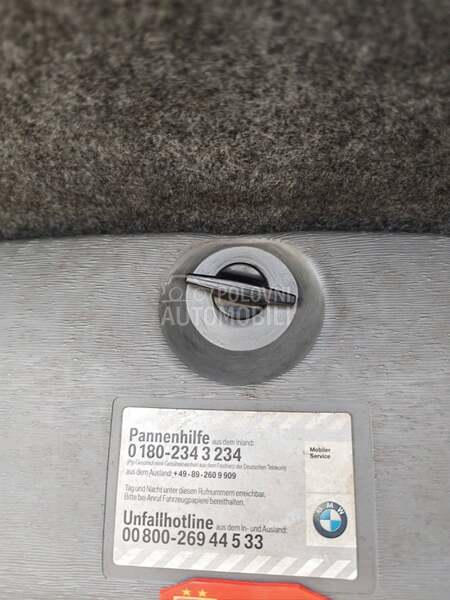 POLOVNI
AUTOMOBILI
Pannenhilfe aus dem Inland:
0 180-234 3 234
aus dem Ausland: +49-89-260 9 909
Tag und Nacht unter diesen Rufnummern erreichbar.
Bitte bei Anruf Fahrzeugpapiere bereithalten.
Unfallhotline aus dem In- und Ausland:
00 800-269 44 5 33
Mobiler
Service
BMW